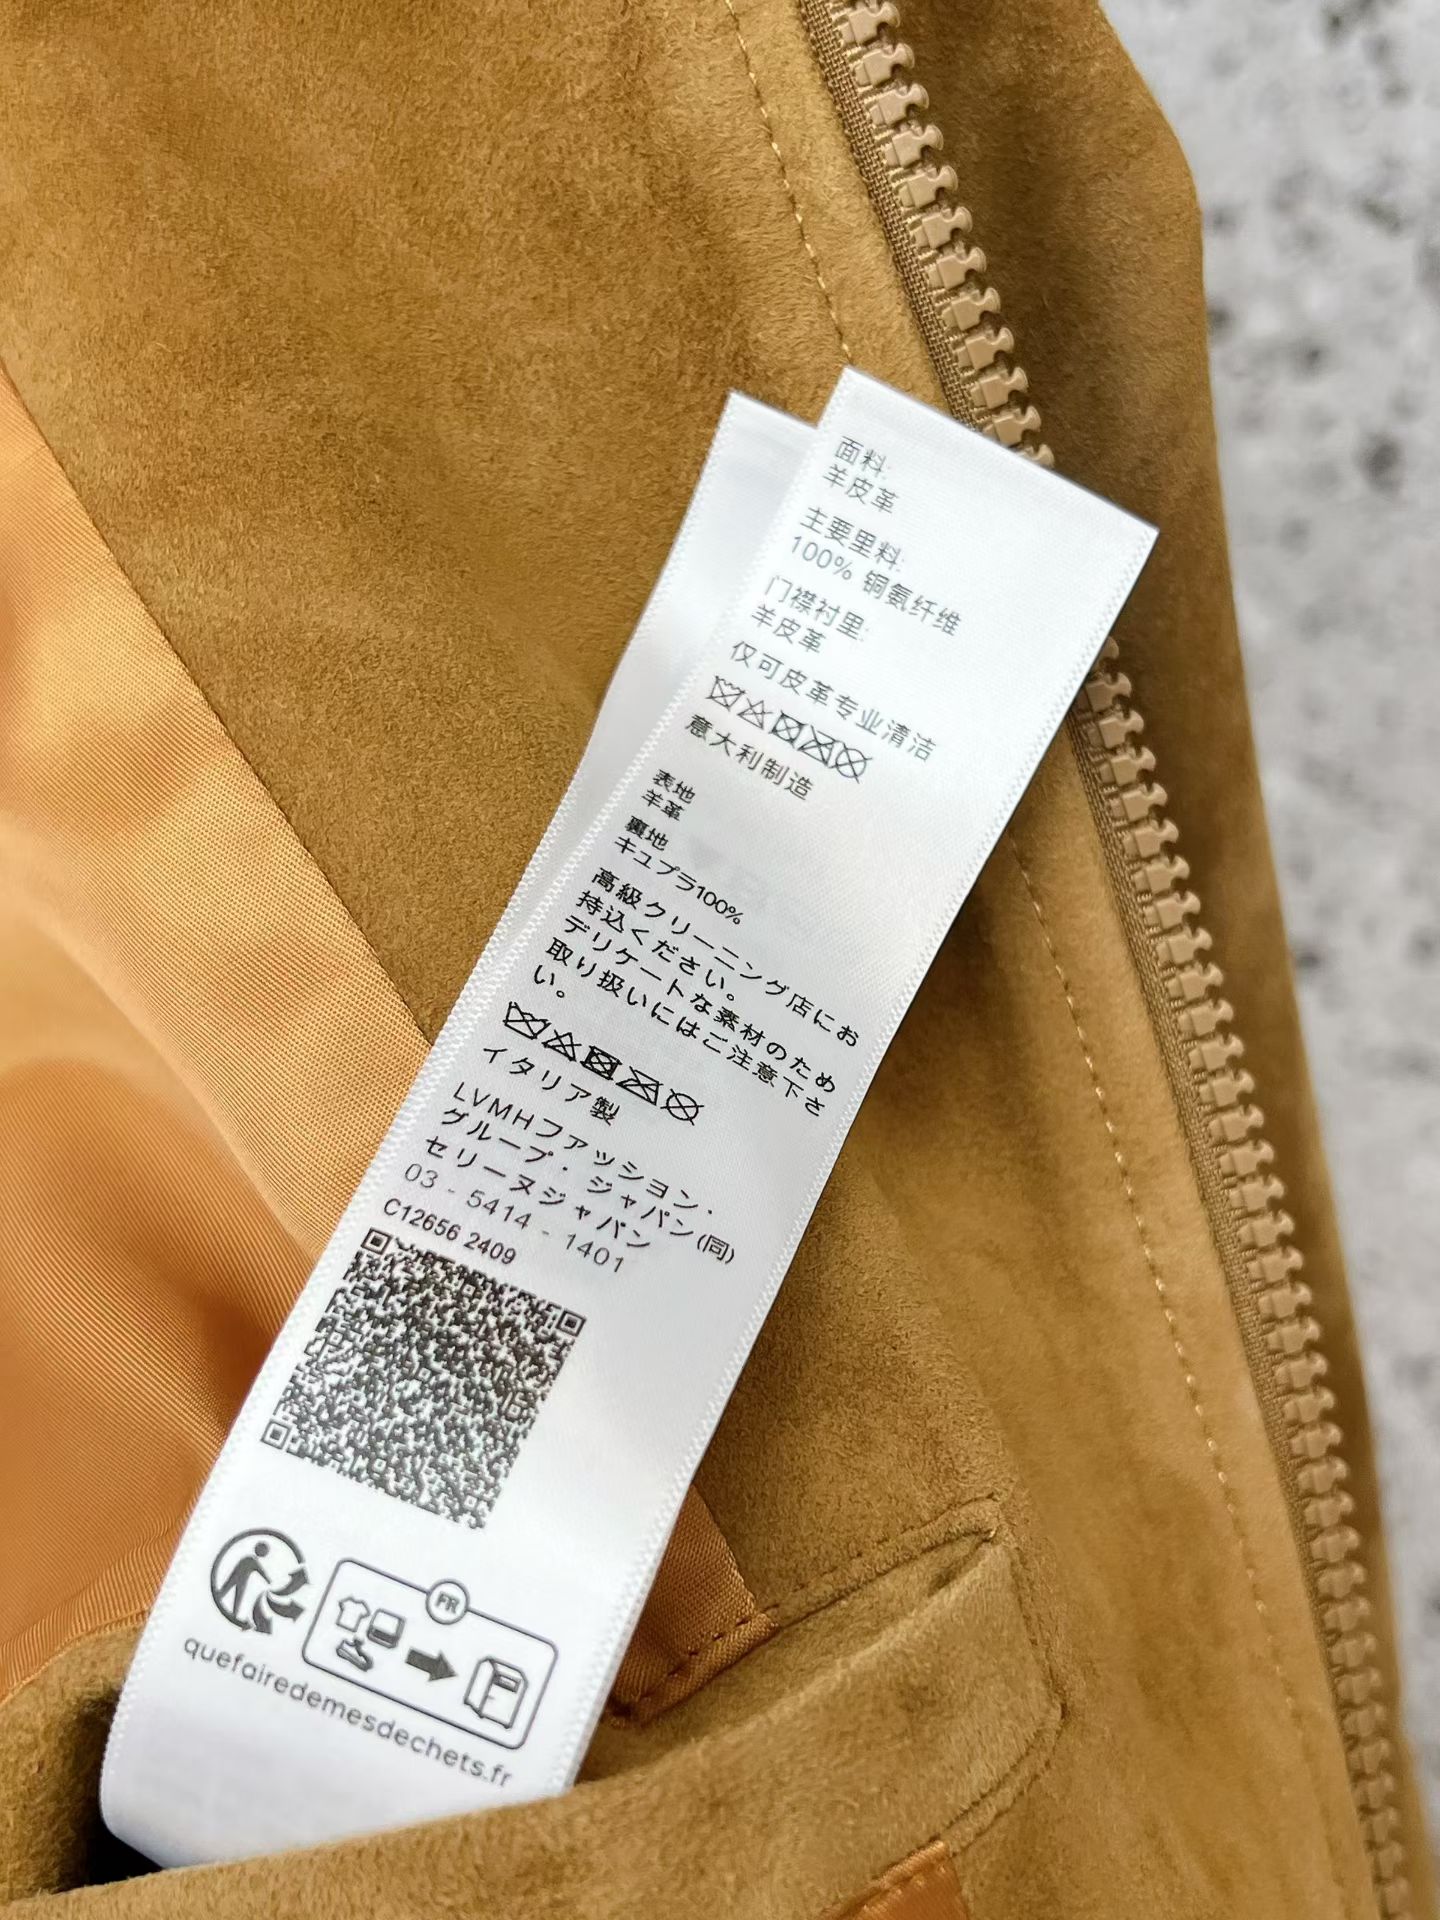 面料:
羊皮革
主要里料:
100% 铜氨纤维
门襟衬里:
羊皮革
仅可皮革专业清洁
意大利制造
表地
羊革
裏地
キュプラ100%
高級クリーニング店にお
持込ください。
デリケートな素材のため
取り扱いにはご注意下さ
い。
イタリア製
LVMHファッション・
グループ・ジャパン(同)
セリーヌジャパン
03 - 5414 - 1401
C12656 2409
FR
quefairedemesdechets.fr